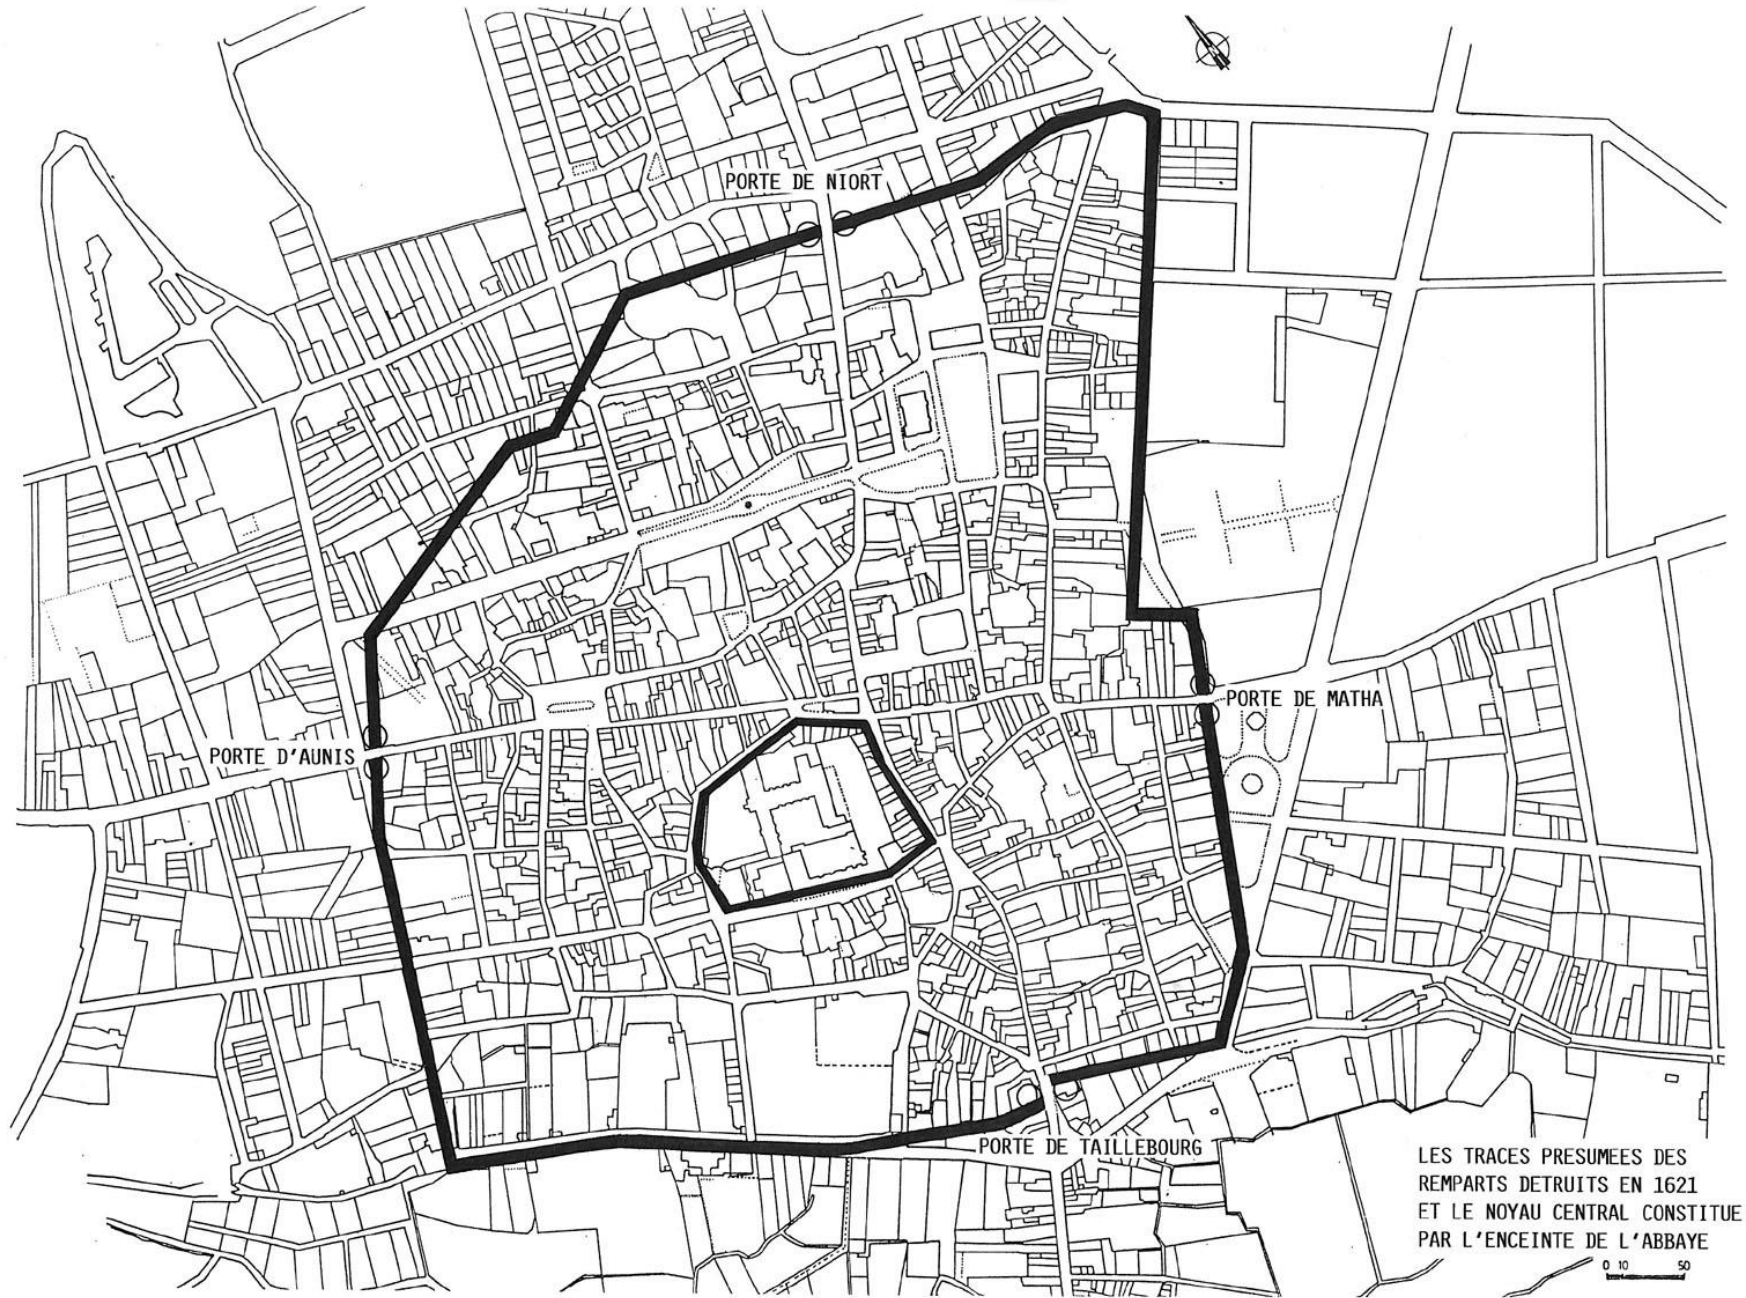 PORTE DE NIORT
PORTE DE MATHA
PORTE D'AUNIS
PORTE DE TAILLEBOURG
LES TRACES PRESUMEES DES
REMPARTS DETRUITS EN 1621
ET LE NOYAU CENTRAL CONSTITUE
PAR L'ENCEINTE DE L'ABBAYE
0 10 50